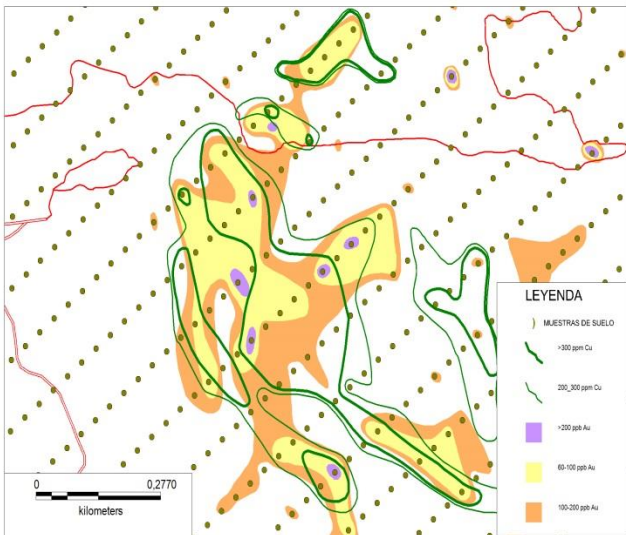 LEYENDA
MUESTRAS DE SUELO
>300 ppm Cu
200_300 ppm Cu
>200 ppb Au
60-100 ppb Au
100-200 ppb Au
0 0,2770
kilometers